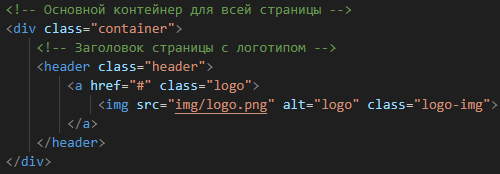 <!-- Основной контейнер для всей страницы -->
<div class="container">
<!-- Заголовок страницы с логотипом -->
<header class="header">
<a href="#" class="logo">
<img src="img/logo.png" alt="logo" class="logo-img">
</a>
</header>
</div>